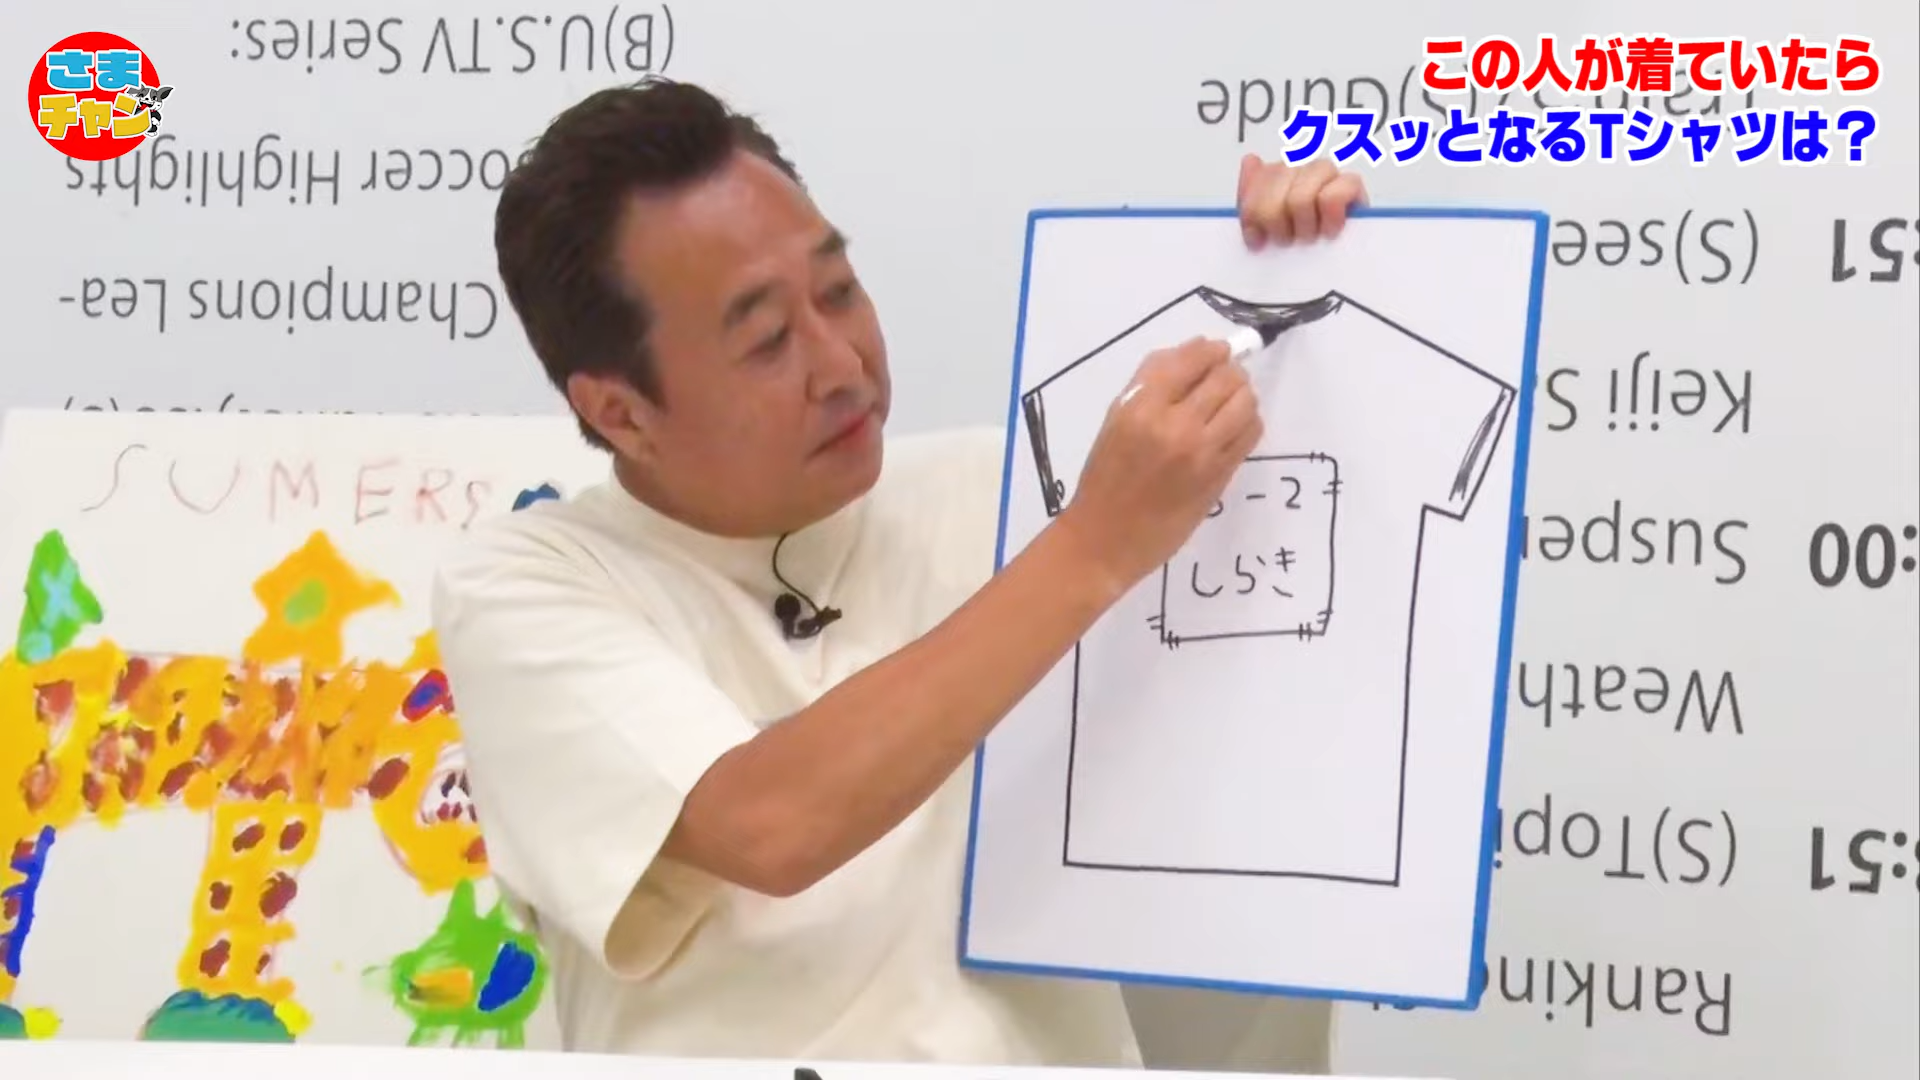 さま
チャン
この人が着ていたら
クスッとなるTシャツは？
(B)U.S.TV Series:
occer Highlights
Champions Lea-
SUMERS
(S)Guide
(S)see
:51
Keiji S
Suspe
:00
Weath
(S)Topi
:51
Rankin
-2
しらき